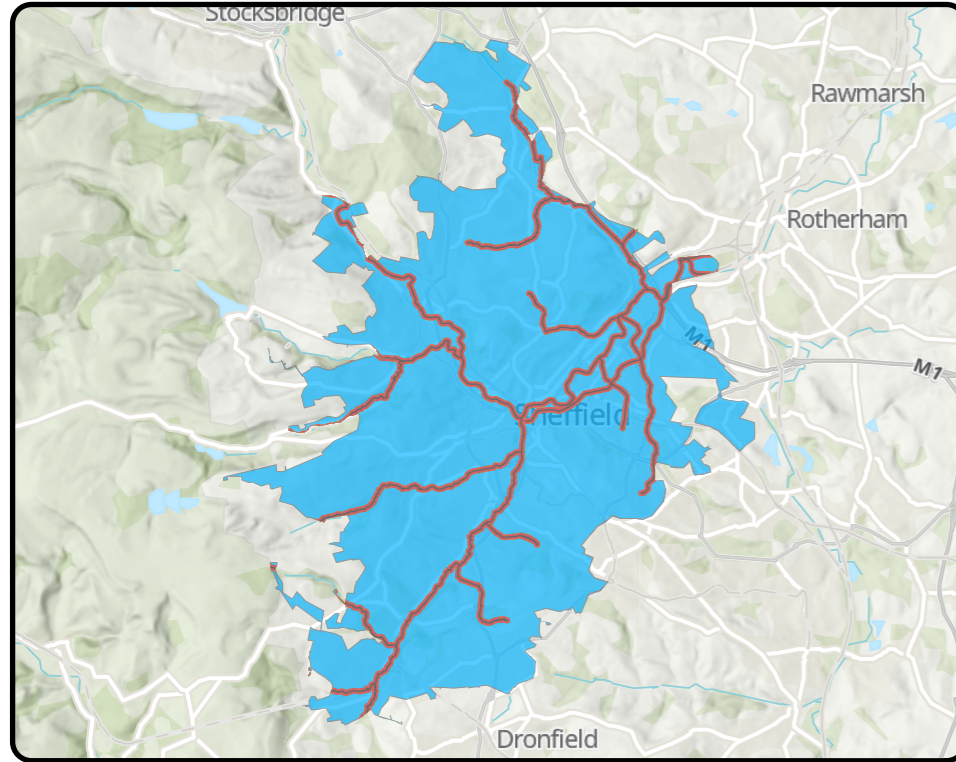 Stocksbridge
Rawmarsh
Rotherham
M1
M1
Sheffield
Dronfield